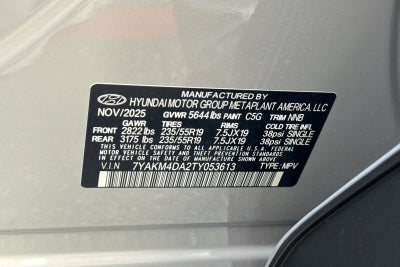 MANUFACTURED BY
HYUNDAI MOTOR GROUP METAPLANT AMERICA, LLC
NOV/2025 GVWR 5644 lbs PAINT C5G TRIM NNB
GAWR TIRES RIMS COLD
FRONT 2822 lbs 235/55R19 7.5JX19 38psi SINGLE
REAR 3175 lbs 235/55R19 7.5JX19 38psi SINGLE
THIS VEHICLE CONFORMS TO ALL APPLICABLE U.S. FEDERAL
MOTOR VEHICLE SAFETY AND THEFT PREVENTION STANDARDS
IN EFFECT ON THE DATE OF MANUFACTURE SHOWN ABOVE.
V.I.N 7YAKM4DA2TY053613 TYPE: MPV